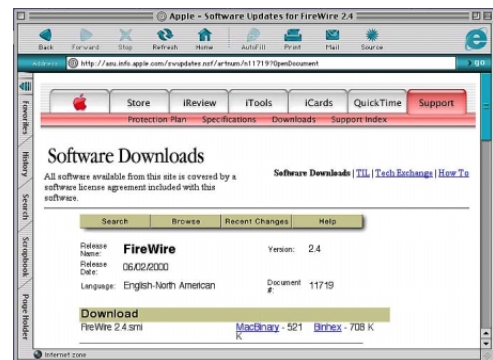 Apple - Software Updates for FireWire 2.4
Back Forward Stop Refresh Home AutoFill Print Mail Source
Address http://asu.info.apple.com/swupdates.nsf/artnum/n11719?OpenDocument go
Favorites
History
Search
Scrapbook
Page Holder
Store iReview iTools iCards QuickTime Support
Protection Plan Specifications Downloads Support Index
Software Downloads
All software available from this site is covered by a
software license agreement included with this
software.
Software Downloads | TIL | Tech Exchange | How To
Search Browse Recent Changes Help
Release Name: FireWire Version: 2.4
Release Date: 06/02/2000
Language: English-North American Document #: 11719
Download
FireWire 2.4.smi MacBinary - 521 K Binhex - 708 K
Internet zone